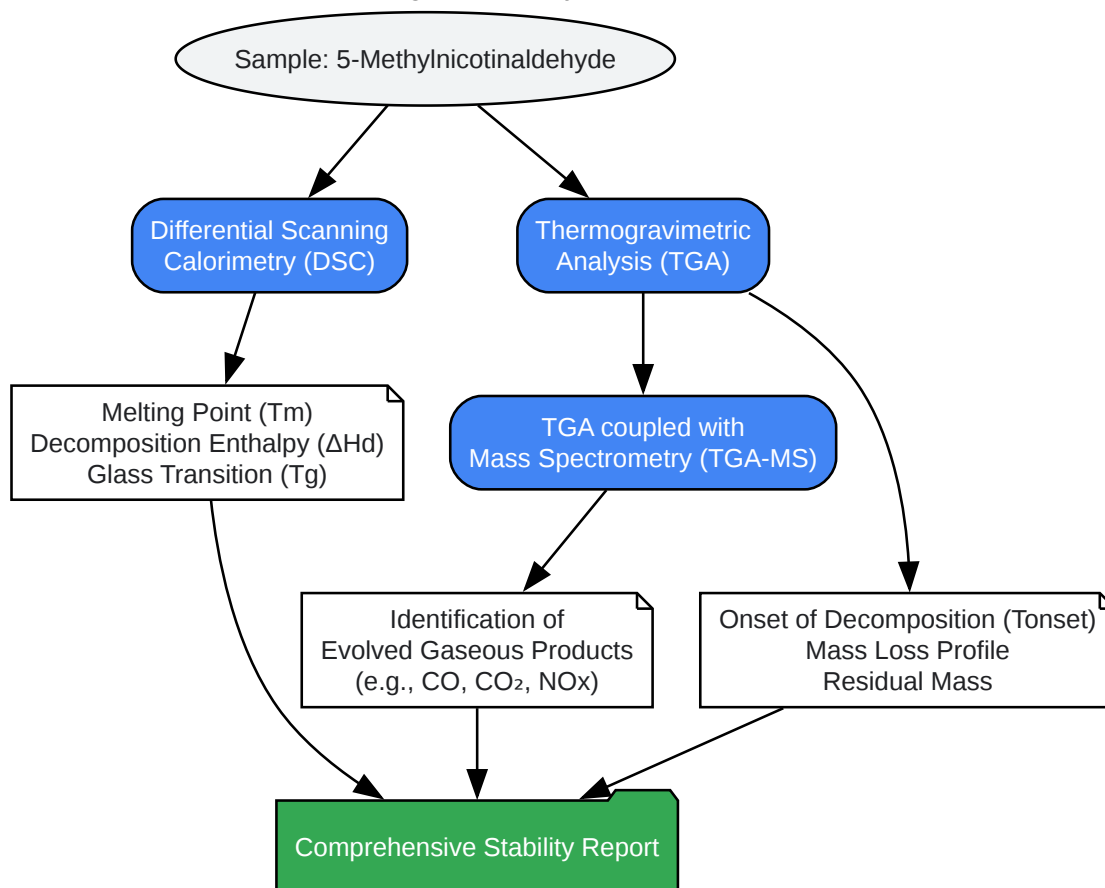 Sample: 5-Methylnicotinaldehyde
Differential Scanning
Calorimetry (DSC)
Thermogravimetric
Analysis (TGA)
Melting Point (Tm)
Decomposition Enthalpy (ΔHd)
Glass Transition (Tg)
TGA coupled with
Mass Spectrometry (TGA-MS)
Identification of
Evolved Gaseous Products
(e.g., CO, CO₂, NOx)
Onset of Decomposition (Tonset)
Mass Loss Profile
Residual Mass
Comprehensive Stability Report